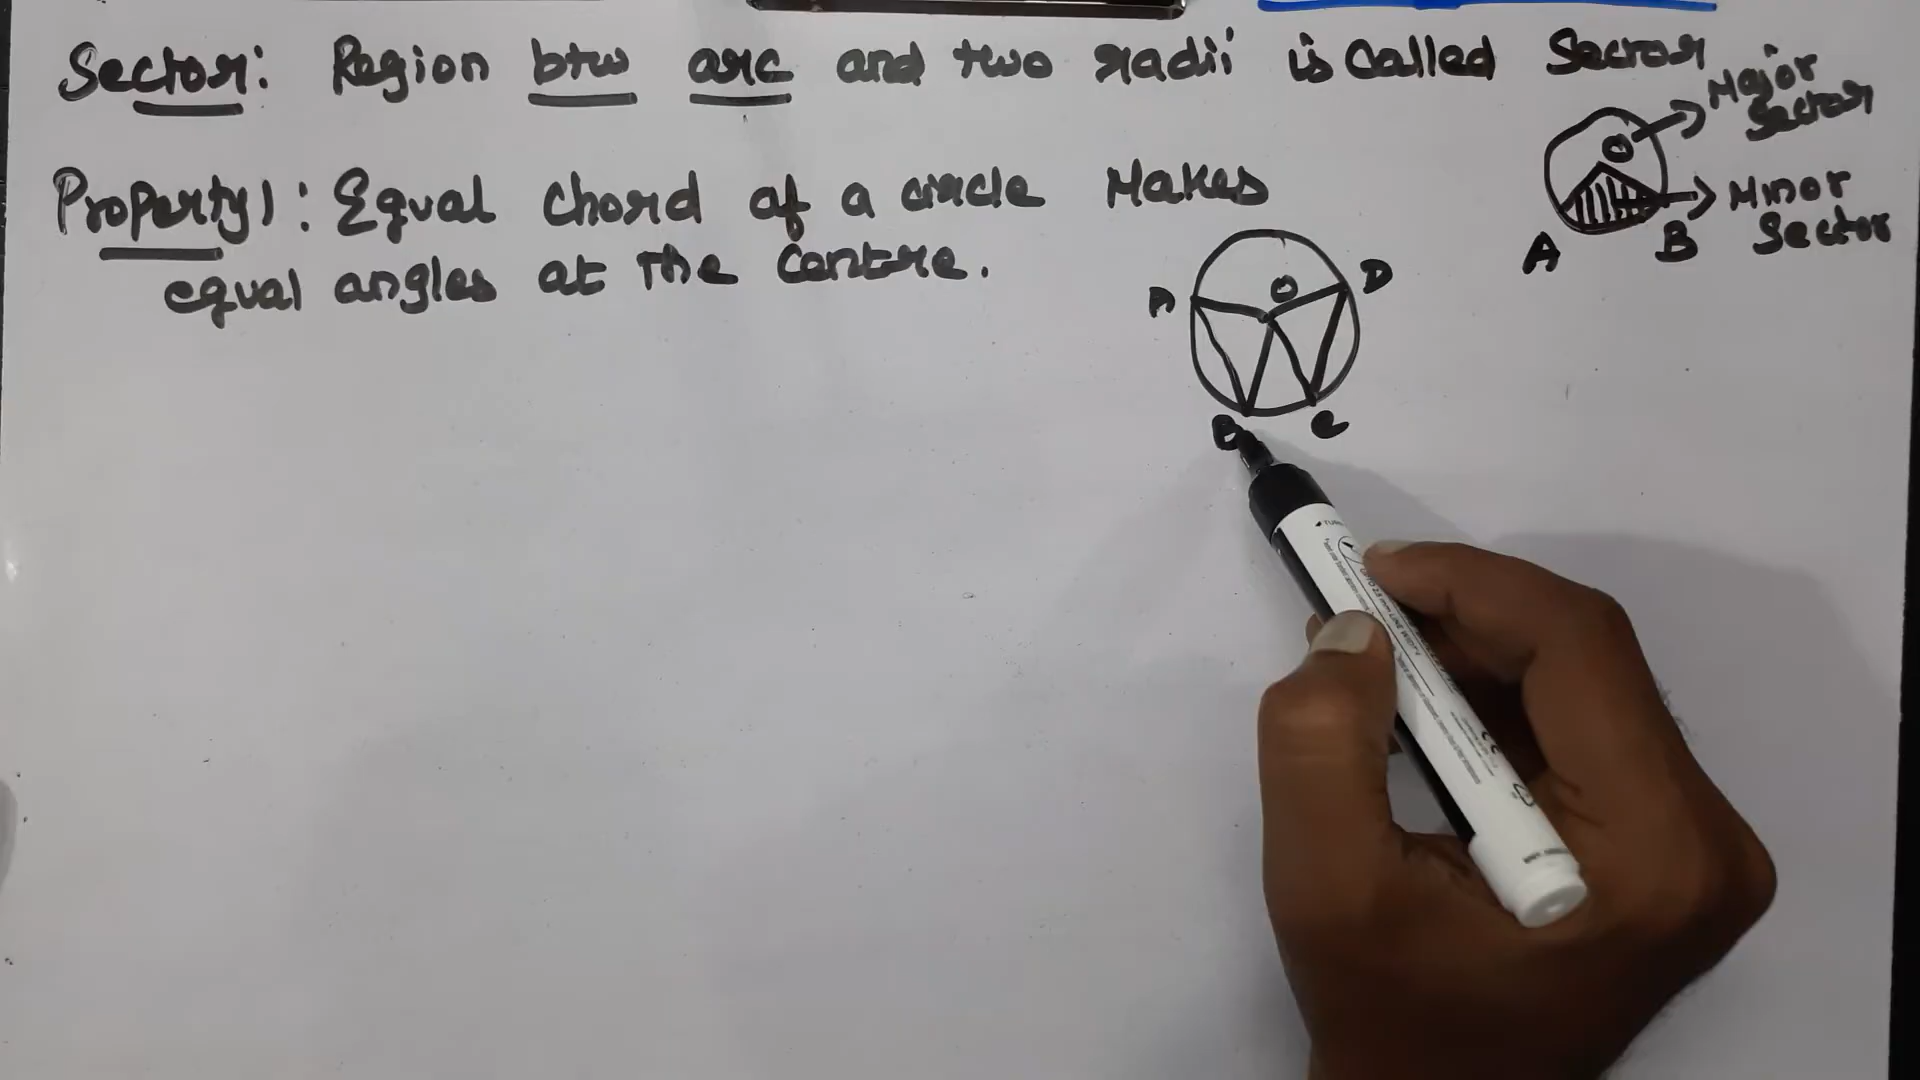 Sector: Region btw arc and two radii is called Sector
Major
Sector
O
Minor
Sector
A B
Property 1: Equal chord of a circle Makes
equal angles at the centre.
A O D
B C